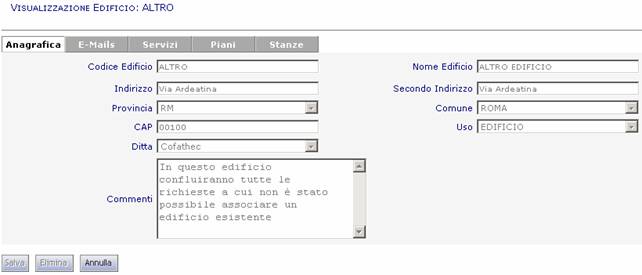 VISUALIZZAZIONE EDIFICIO: ALTRO
Anagrafica E-Mails Servizi Piani Stanze
Codice Edificio ALTRO Nome Edificio ALTRO EDIFICIO
Indirizzo Via Ardeatina Secondo Indirizzo Via Ardeatina
Provincia RM Comune ROMA
CAP 00100 Uso EDIFICIO
Ditta Cofathec
Commenti In questo edificio
confluiranno tutte le
richieste a cui non è stato
possibile associare un
edificio esistente
Salva Elimina Annulla